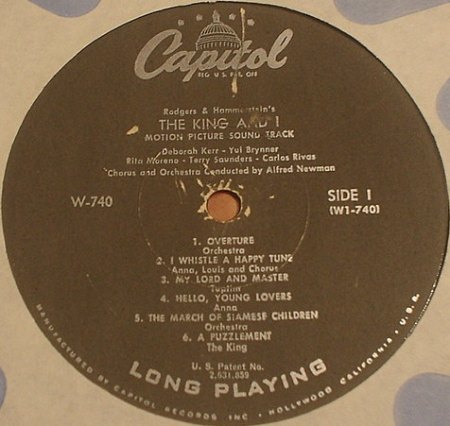 Capitol
REG. U.S. PAT. OFF.
Rodgers & Hammerstein's
THE KING AND I
MOTION PICTURE SOUND TRACK
Deborah Kerr - Yul Brynner
Rita Moreno - Terry Saunders - Carlos Rivas
Chorus and Orchestra Conducted by Alfred Newman
W-740
SIDE 1
(W1-740)
1. OVERTURE
Orchestra
2. I WHISTLE A HAPPY TUNE
Anna, Louis and Chorus
3. MY LORD AND MASTER
Tuptim
4. HELLO, YOUNG LOVERS
Anna
5. THE MARCH OF SIAMESE CHILDREN
Orchestra
6. A PUZZLEMENT
The King
U. S. Patent No.
2,631,859
LONG PLAYING
MANUFACTURED BY CAPITOL RECORDS INC. • HOLLYWOOD CALIFORNIA • U.S.A.